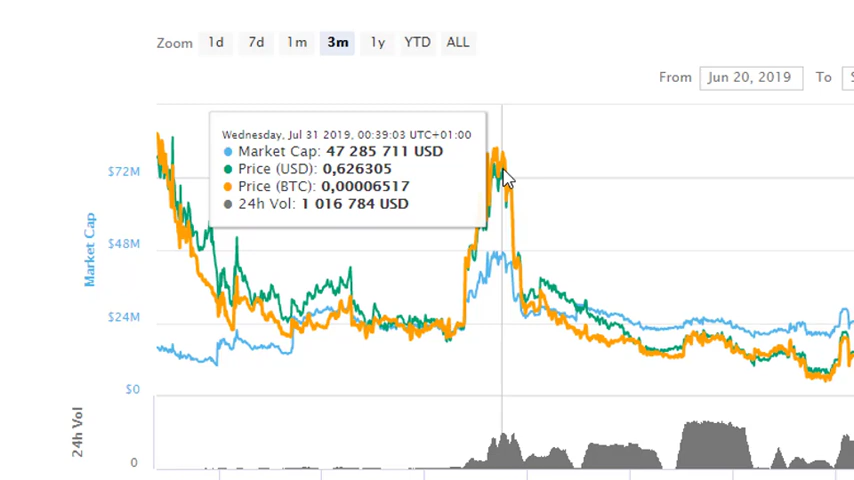 Zoom 1d 7d 1m 3m 1y YTD ALL
From Jun 20, 2019 To
Wednesday, Jul 31 2019, 00:39:03 UTC+01:00
Market Cap: 47 285 711 USD
Price (USD): 0,626305
Price (BTC): 0,00006517
24h Vol: 1 016 784 USD
$72M
$48M
$24M
$0
Market Cap
24h Vol
0